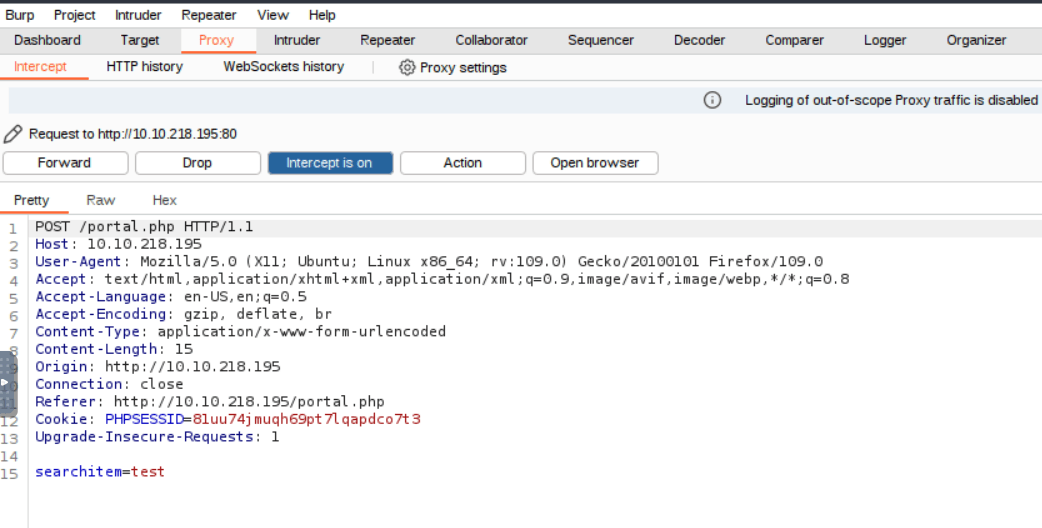 Burp Project Intruder Repeater View Help
Dashboard Target Proxy Intruder Repeater Collaborator Sequencer Decoder Comparer Logger Organizer
Intercept HTTP history WebSockets history Proxy settings
Logging of out-of-scope Proxy traffic is disabled
Request to http://10.10.218.195:80
Forward Drop Intercept is on Action Open browser
Pretty Raw Hex
1 POST /portal.php HTTP/1.1
2 Host: 10.10.218.195
3 User-Agent: Mozilla/5.0 (X11; Ubuntu; Linux x86_64; rv:109.0) Gecko/20100101 Firefox/109.0
4 Accept: text/html,application/xhtml+xml,application/xml;q=0.9,image/avif,image/webp,*/*;q=0.8
5 Accept-Language: en-US,en;q=0.5
6 Accept-Encoding: gzip, deflate, br
7 Content-Type: application/x-www-form-urlencoded
8 Content-Length: 15
9 Origin: http://10.10.218.195
10 Connection: close
11 Referer: http://10.10.218.195/portal.php
12 Cookie: PHPSESSID=81uu74jmuqh69pt7lqapdco7t3
13 Upgrade-Insecure-Requests: 1
14
15 searchitem=test